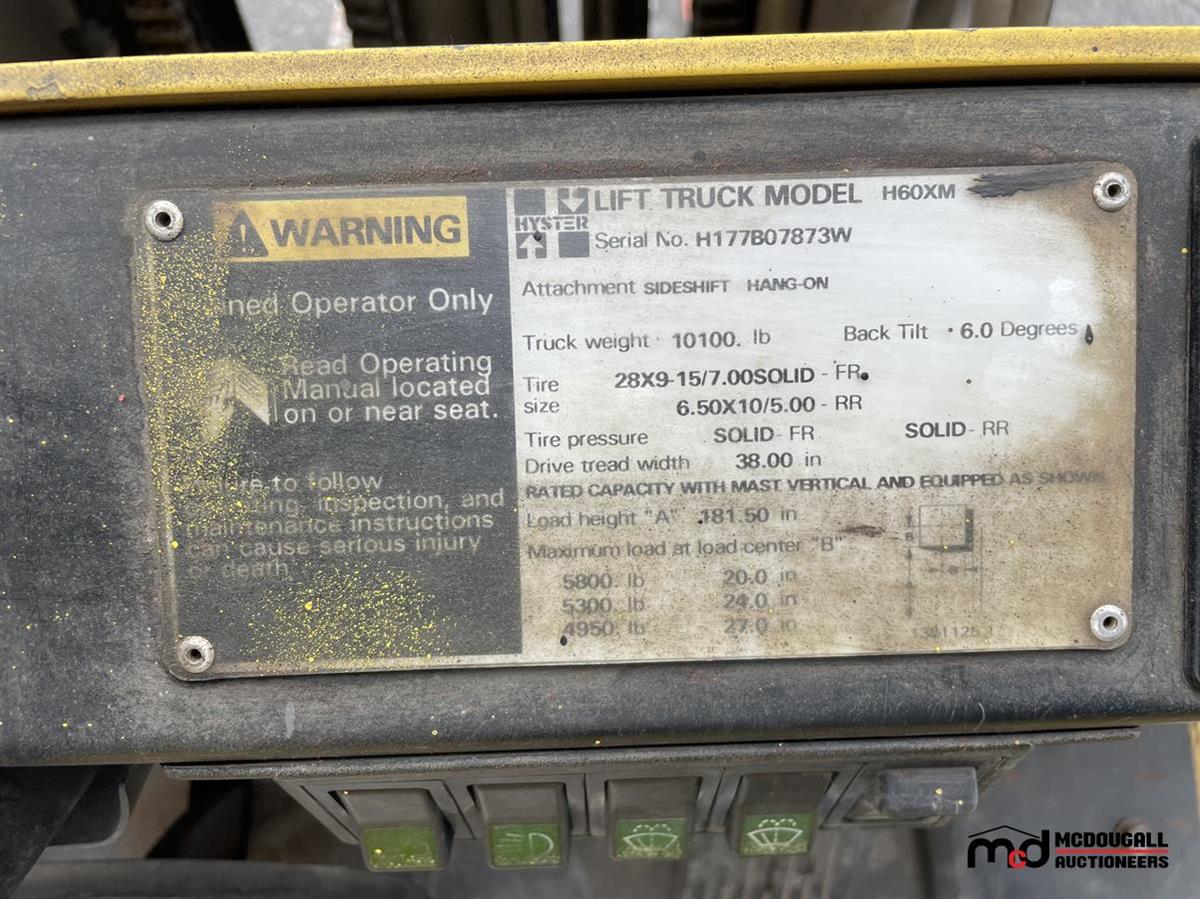 WARNING
Operator Only
Read Operating
Manual located
on or near seat.
to follow
inspection, and
maintenance instructions
can cause serious injury
or death
HYSTER
LIFT TRUCK MODEL H60XM
Serial No. H177B07873W
Attachment SIDESHIFT HANG-ON
Truck weight 10100. lb Back Tilt 6.0 Degrees
Tire 28X9-15/7.00SOLID - FR
size 6.50X10/5.00 - RR
Tire pressure SOLID- FR SOLID- RR
Drive tread width 38.00 in
RATED CAPACITY WITH MAST VERTICAL AND EQUIPPED AS SHOWN
Load height "A" 181.50 in
Maximum load at load center "B"
5800. lb 20.0 in
5300. lb 24.0 in
4950. lb 27.0 in
mcd MCDOUGALL
AUCTIONEERS